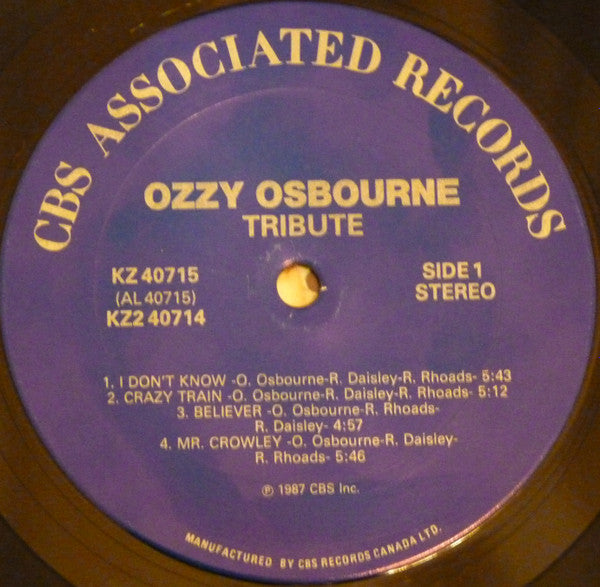 CBS ASSOCIATED RECORDS
OZZY OSBOURNE
TRIBUTE
KZ 40715
(AL 40715)
KZ2 40714
SIDE 1
STEREO
1. I DON'T KNOW -O. Osbourne-R. Daisley-R. Rhoads- 5:43
2. CRAZY TRAIN -O. Osbourne-R. Daisley-R. Rhoads- 5:12
3. BELIEVER -O. Osbourne-R. Rhoads-
R. Daisley- 4:57
4. MR. CROWLEY -O. Osbourne-R. Daisley-
R. Rhoads- 5:46
℗ 1987 CBS Inc.
MANUFACTURED BY CBS RECORDS CANADA LTD.